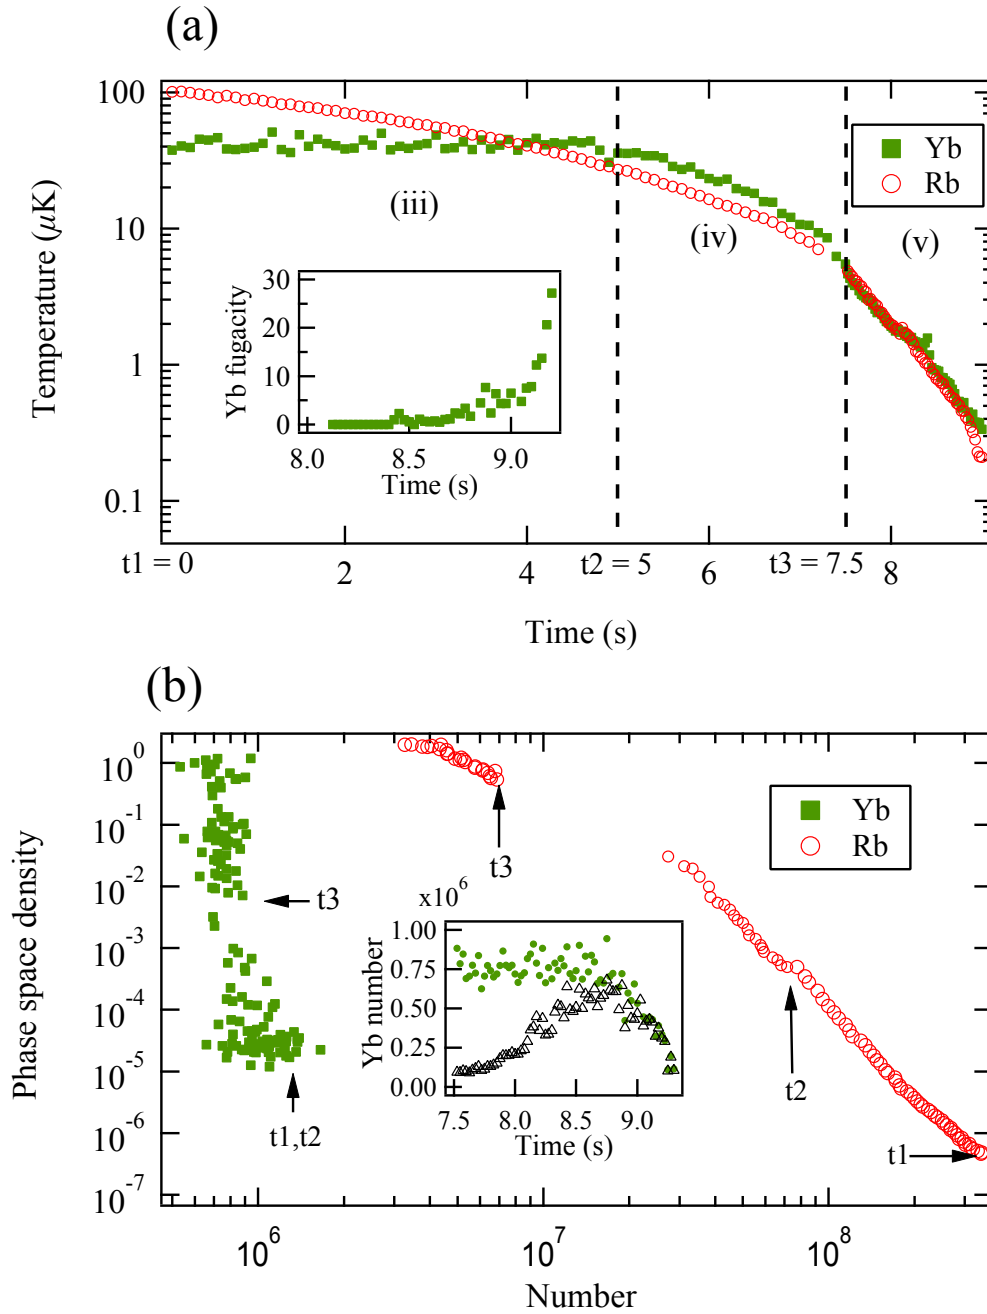 (a)
100
10
1
0.1
Temperature (μK)
Yb
Rb
(iii)
(iv)
(v)
30
20
10
0
Yb fugacity
8.0
8.5
9.0
Time (s)
t1 = 0
2
4
t2 = 5
6
t3 = 7.5
8
Time (s)
(b)
10^0
10^-1
10^-2
10^-3
10^-4
10^-5
10^-6
10^-7
Phase space density
Yb
Rb
t3
t3
t1,t2
t2
t1
x10^6
1.00
0.75
0.50
0.25
0.00
Yb number
7.5
8.0
8.5
9.0
Time (s)
10^6
10^7
10^8
Number